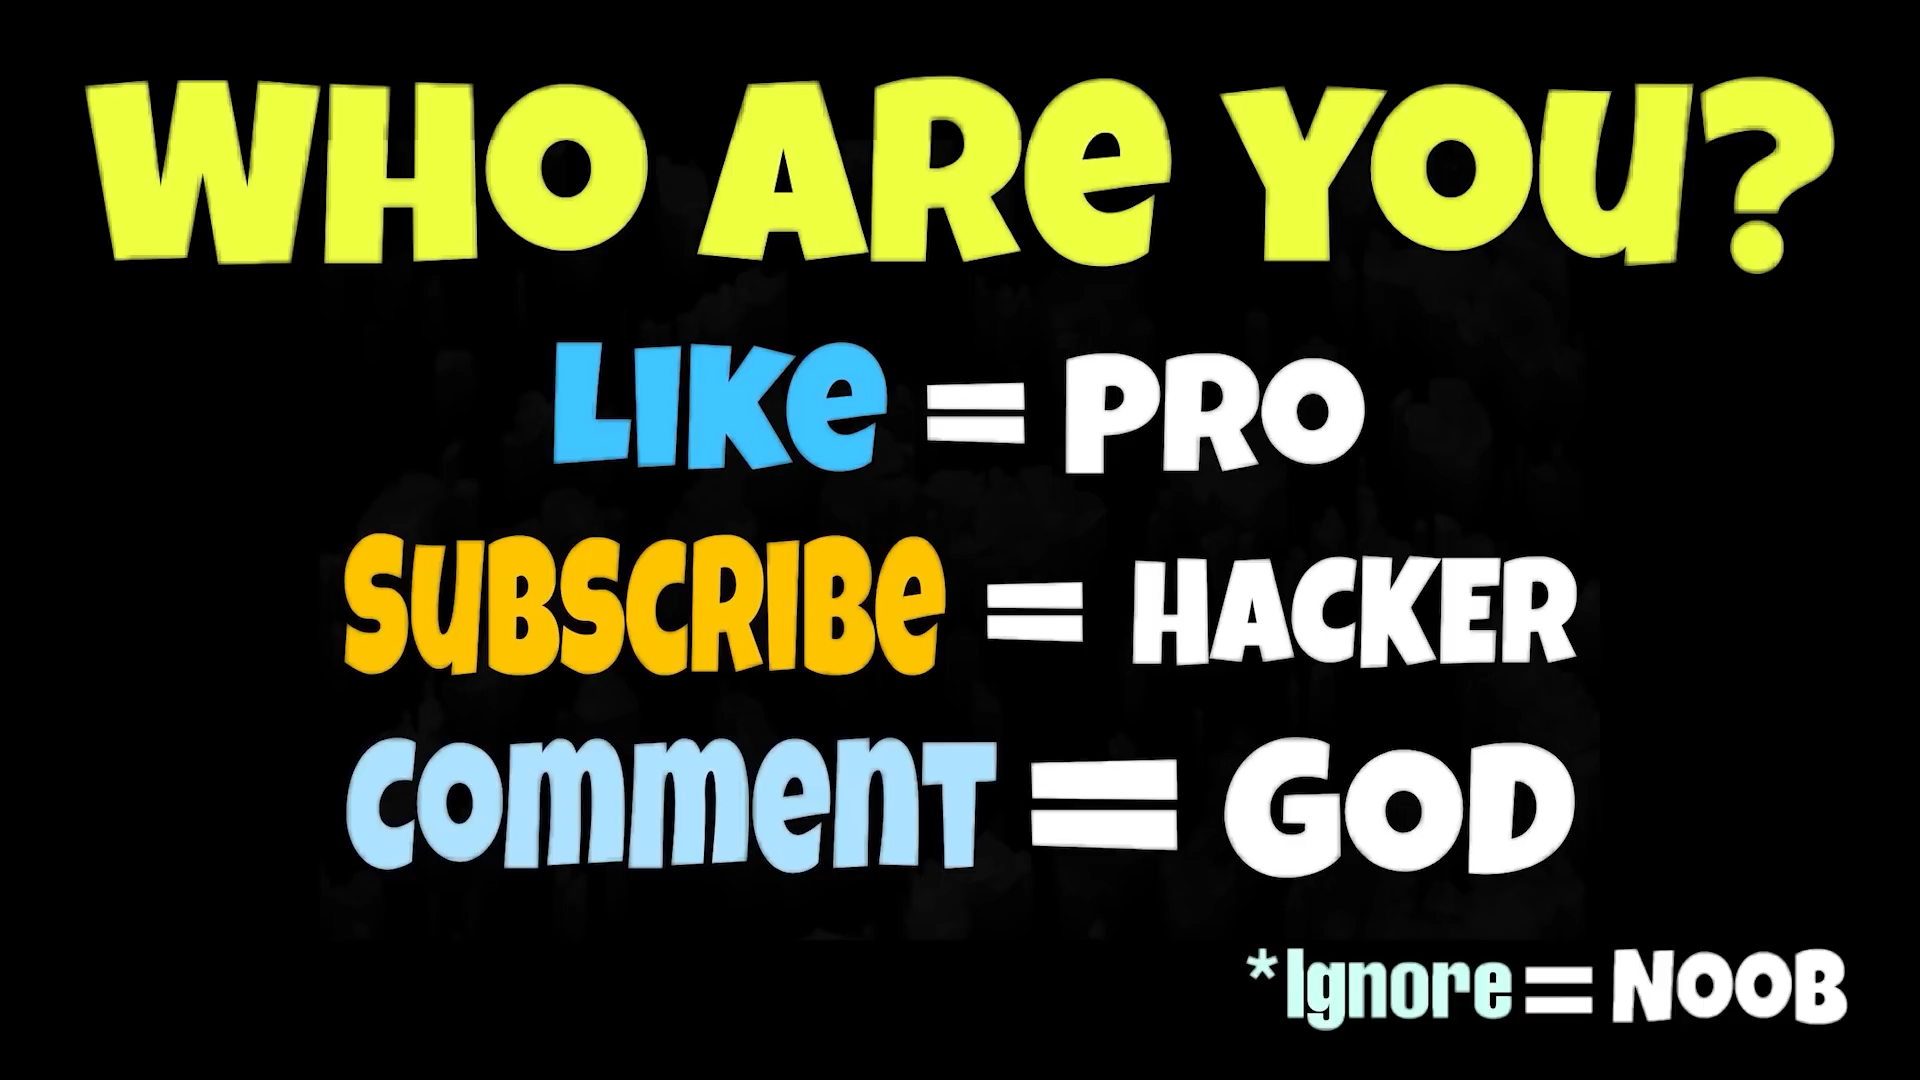 WHO ARE YOU?
LIKE = PRO
SUBSCRIBE = HACKER
COMMENT = GOD
*Ignore = NOOB